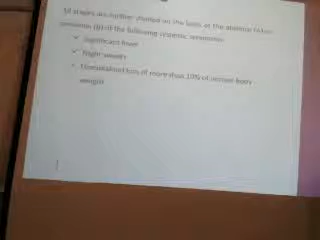 All stages are further divided on the basis of the absence (A) or
presence (B) of the following systemic symptoms:
✓ Significant fever
✓ Night sweats
• Unexplained loss of more than 10% of normal body
weight